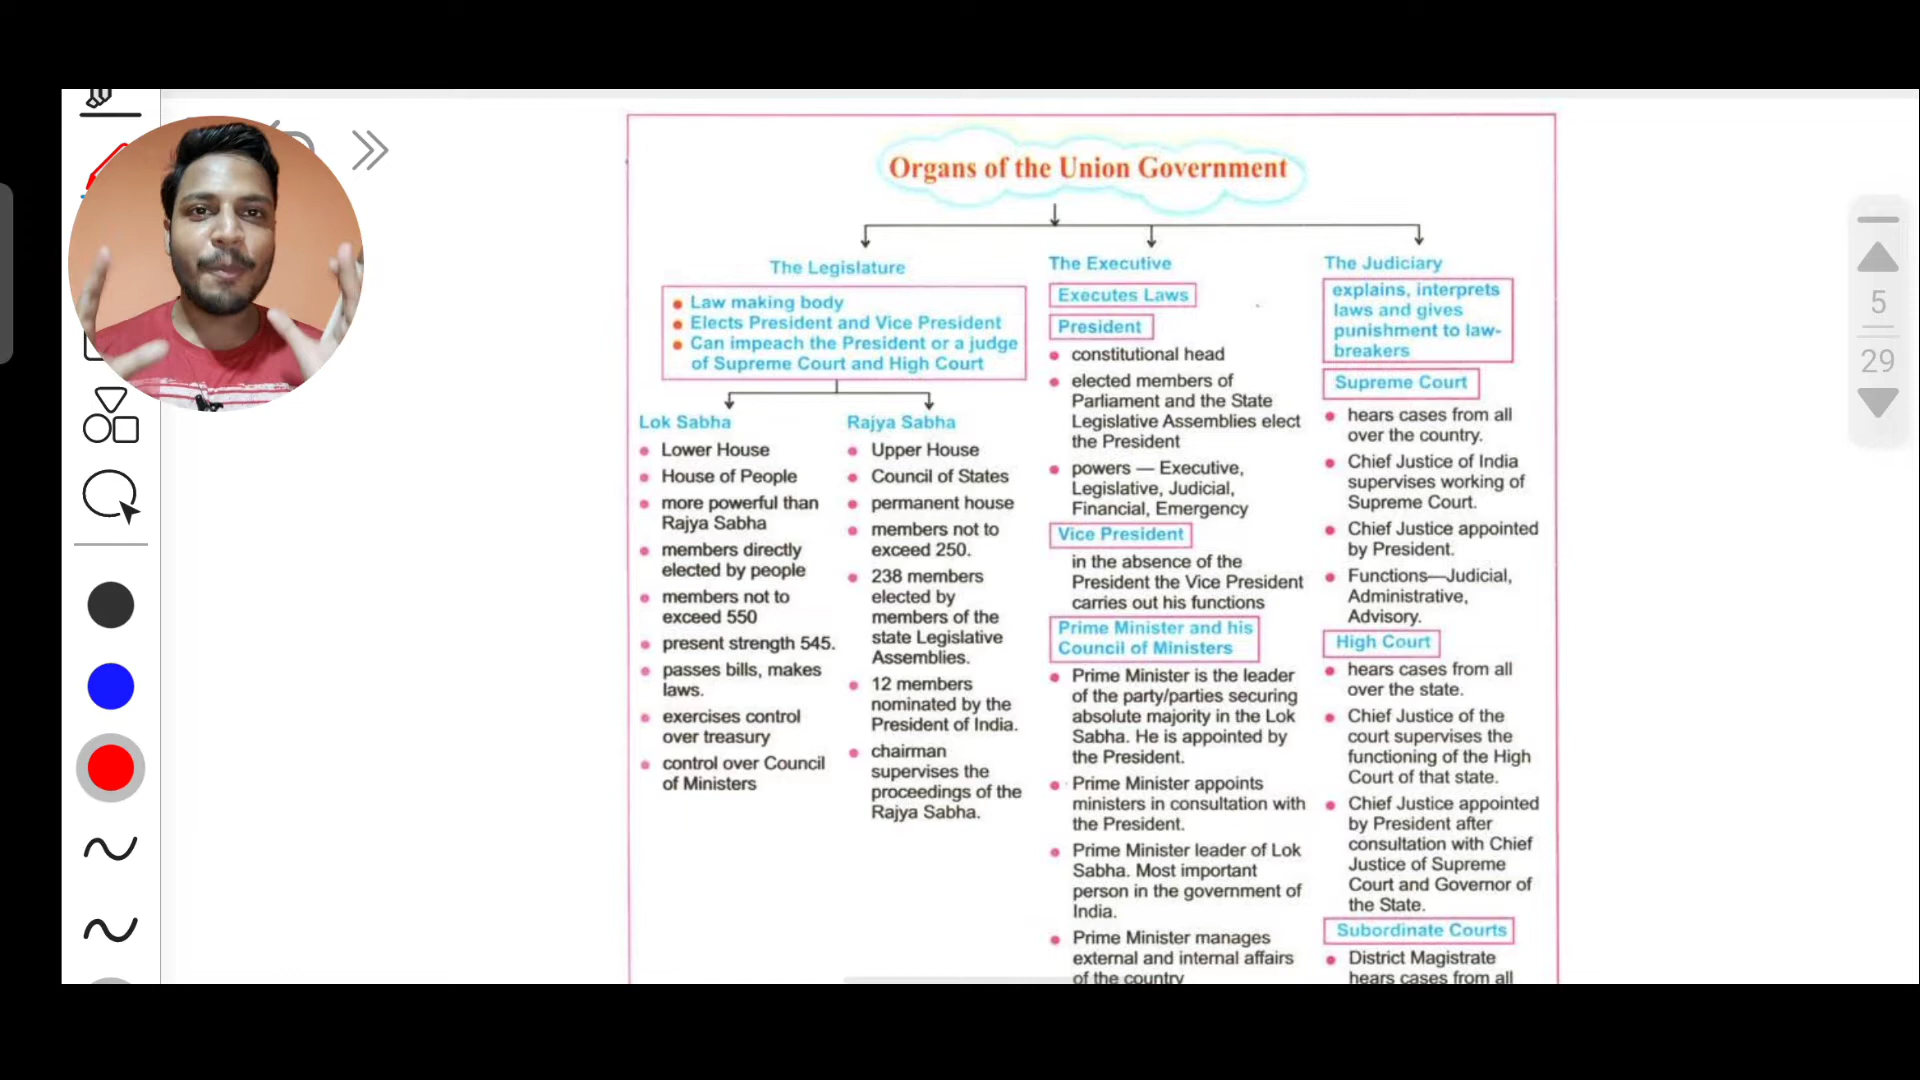 Organs of the Union Government
The Legislature
Law making body
Elects President and Vice President
Can impeach the President or a judge
of Supreme Court and High Court
Lok Sabha
Lower House
House of People
more powerful than
Rajya Sabha
members directly
elected by people
members not to
exceed 550
present strength 545.
passes bills, makes
laws.
exercises control
over treasury
control over Council
of Ministers
Rajya Sabha
Upper House
Council of States
permanent house
members not to
exceed 250.
238 members
elected by
members of the
state Legislative
Assemblies.
12 members
nominated by the
President of India.
chairman
supervises the
proceedings of the
Rajya Sabha.
The Executive
Executes Laws
President
constitutional head
elected members of
Parliament and the State
Legislative Assemblies elect
the President
powers — Executive,
Legislative, Judicial,
Financial, Emergency
Vice President
in the absence of the
President the Vice President
carries out his functions
Prime Minister and his
Council of Ministers
Prime Minister is the leader
of the party/parties securing
absolute majority in the Lok
Sabha. He is appointed by
the President.
Prime Minister appoints
ministers in consultation with
the President.
Prime Minister leader of Lok
Sabha. Most important
person in the government of
India.
Prime Minister manages
external and internal affairs
of the country
The Judiciary
explains, interprets
laws and gives
punishment to law-
breakers
Supreme Court
hears cases from all
over the country.
Chief Justice of India
supervises working of
Supreme Court.
Chief Justice appointed
by President.
Functions—Judicial,
Administrative,
Advisory.
High Court
hears cases from all
over the state.
Chief Justice of the
court supervises the
functioning of the High
Court of that state.
Chief Justice appointed
by President after
consultation with Chief
Justice of Supreme
Court and Governor of
the State.
Subordinate Courts
District Magistrate
hears cases from all
5
29